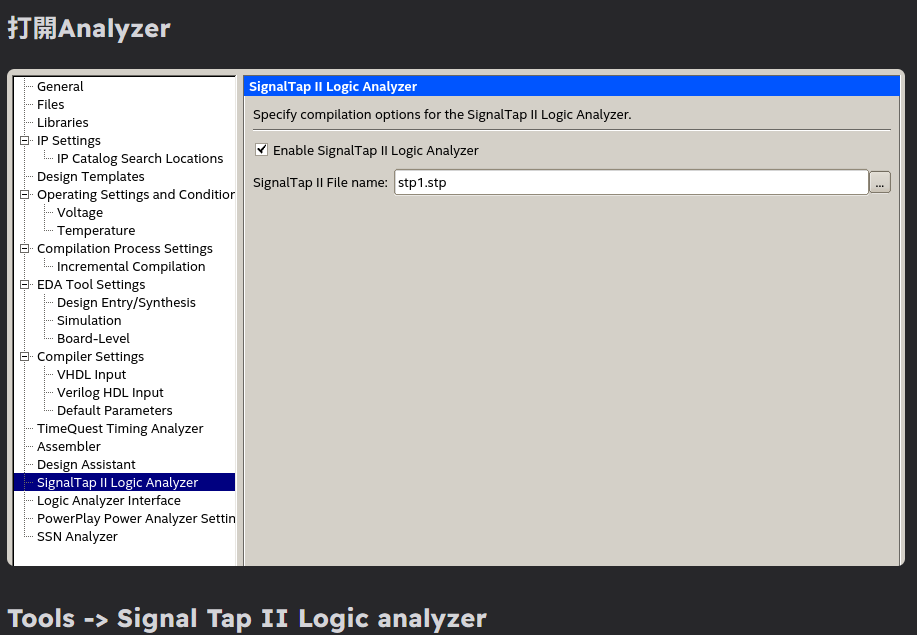 打開Analyzer
General
Files
Libraries
IP Settings
IP Catalog Search Locations
Design Templates
Operating Settings and Condition
Voltage
Temperature
Compilation Process Settings
Incremental Compilation
EDA Tool Settings
Design Entry/Synthesis
Simulation
Board-Level
Compiler Settings
VHDL Input
Verilog HDL Input
Default Parameters
TimeQuest Timing Analyzer
Assembler
Design Assistant
SignalTap II Logic Analyzer
Logic Analyzer Interface
PowerPlay Power Analyzer Settin
SSN Analyzer
SignalTap II Logic Analyzer
Specify compilation options for the SignalTap II Logic Analyzer.
Enable SignalTap II Logic Analyzer
SignalTap II File name: stp1.stp ...
Tools -> Signal Tap II Logic analyzer